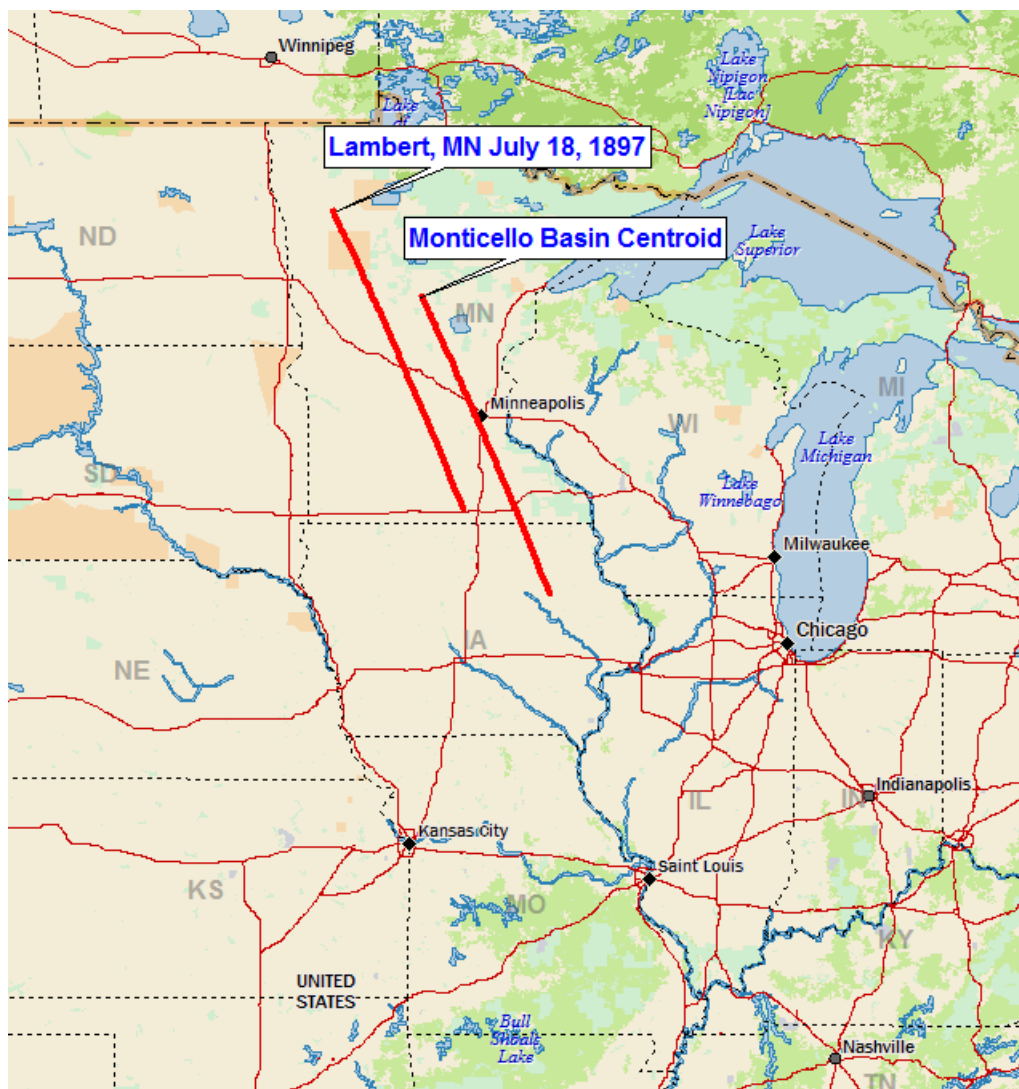 Winnipeg
Lake
Nipigon
[Lac
Nipigon]
Lake
of
Lambert, MN July 18, 1897
ND
Monticello Basin Centroid
Lake
Superior
MN
Minneapolis
MI
WI
Lake
Michigan
SD
Lake
Winnebago
Milwaukee
Chicago
IA
NE
Indianapolis
IL
IN
Kansas City
Saint Louis
KS
MO
KY
UNITED
STATES
Bull
Shoals
Lake
Nashville
TN